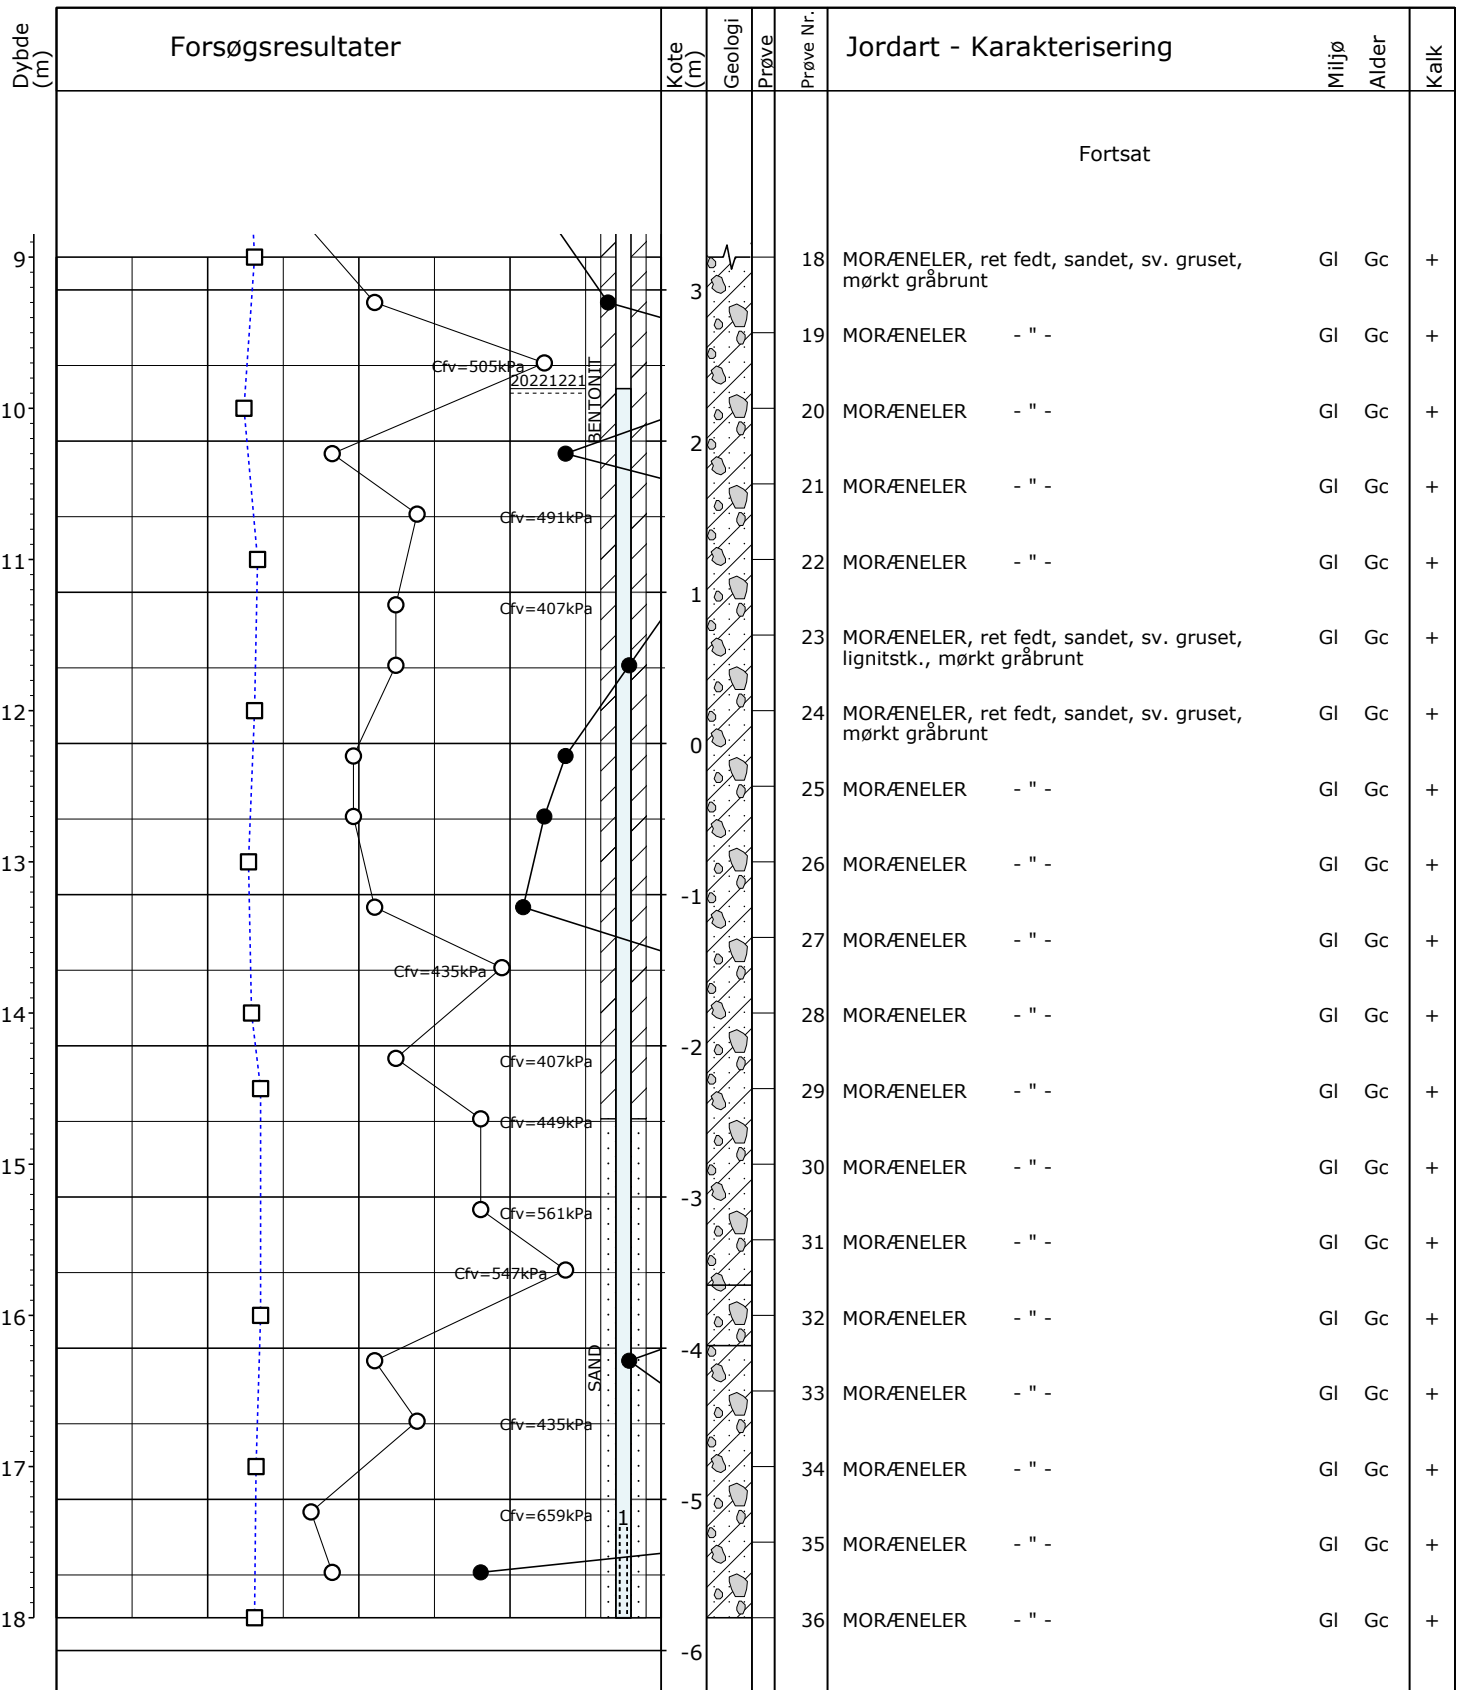 Dybde (m)
Forsøgsresultater
Kote (m)
Geologi
Prøve
Prøve Nr.
Jordart - Karakterisering
Miljø
Alder
Kalk
Fortsat
9
18 MORÆNELER, ret fedt, sandet, sv. gruset, Gl Gc +
mørkt gråbrunt
3
19 MORÆNELER - " - Gl Gc +
Cfv=505kPa
20221221
BENTONIT
10
20 MORÆNELER - " - Gl Gc +
2
21 MORÆNELER - " - Gl Gc +
Cfv=491kPa
11
22 MORÆNELER - " - Gl Gc +
1
Cfv=407kPa
23 MORÆNELER, ret fedt, sandet, sv. gruset, Gl Gc +
lignitstk., mørkt gråbrunt
12
24 MORÆNELER, ret fedt, sandet, sv. gruset, Gl Gc +
mørkt gråbrunt
0
25 MORÆNELER - " - Gl Gc +
13
26 MORÆNELER - " - Gl Gc +
-1
27 MORÆNELER - " - Gl Gc +
Cfv=435kPa
14
28 MORÆNELER - " - Gl Gc +
-2
Cfv=407kPa
29 MORÆNELER - " - Gl Gc +
Cfv=449kPa
15
30 MORÆNELER - " - Gl Gc +
-3
Cfv=561kPa
31 MORÆNELER - " - Gl Gc +
Cfv=547kPa
16
32 MORÆNELER - " - Gl Gc +
-4
SAND
33 MORÆNELER - " - Gl Gc +
Cfv=435kPa
17
34 MORÆNELER - " - Gl Gc +
-5
Cfv=659kPa
1
35 MORÆNELER - " - Gl Gc +
18
36 MORÆNELER - " - Gl Gc +
-6